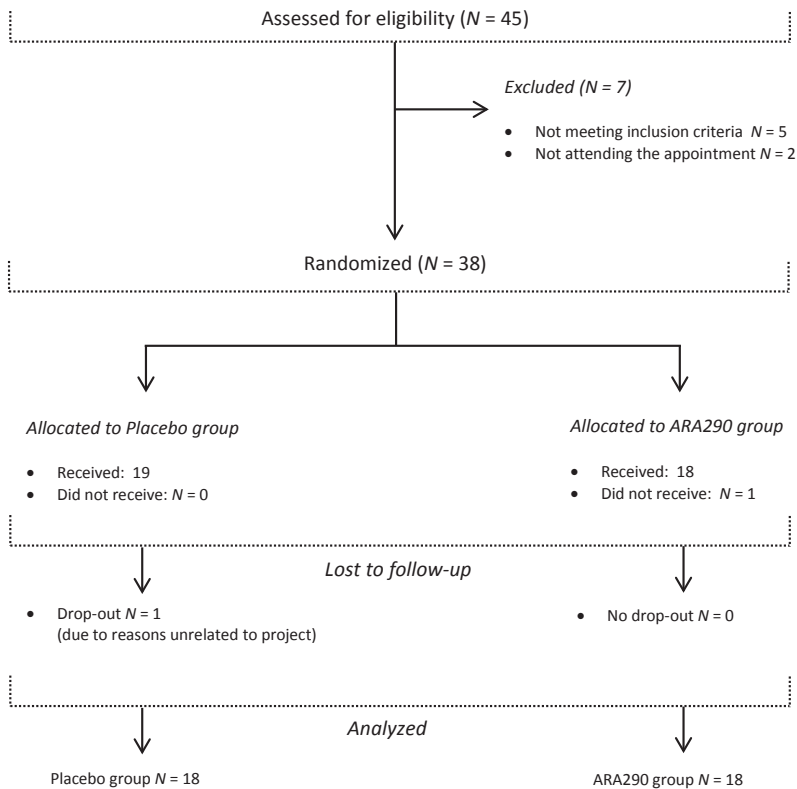 Assessed for eligibility (N = 45)
Excluded (N = 7)
• Not meeting inclusion criteria N = 5
• Not attending the appointment N = 2
Randomized (N = 38)
Allocated to Placebo group
• Received: 19
• Did not receive: N = 0
Allocated to ARA290 group
• Received: 18
• Did not receive: N = 1
Lost to follow-up
• Drop-out N = 1
(due to reasons unrelated to project)
• No drop-out N = 0
Analyzed
Placebo group N = 18
ARA290 group N = 18